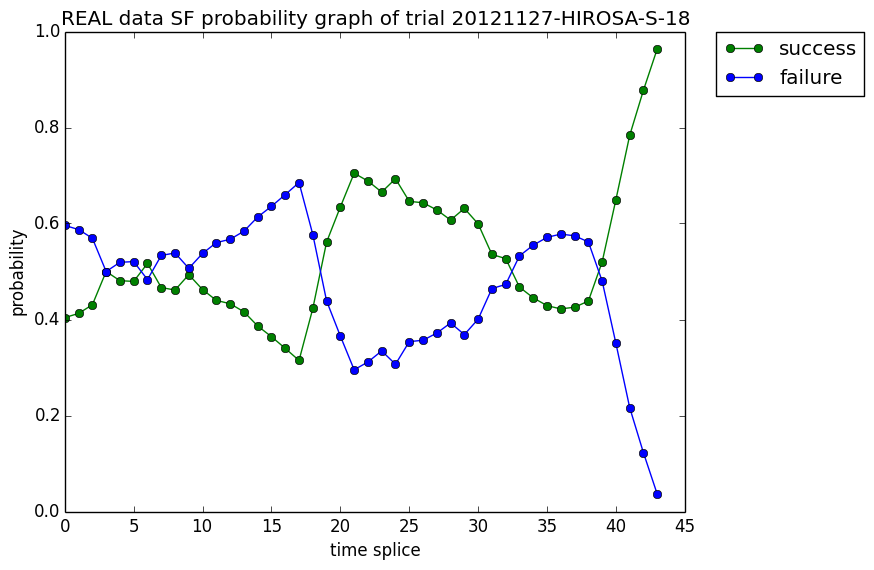 REAL data SF probability graph of trial 20121127-HIROSA-S-18
success
failure
probability
1.0
0.8
0.6
0.4
0.2
0.0
0 5 10 15 20 25 30 35 40 45
time splice